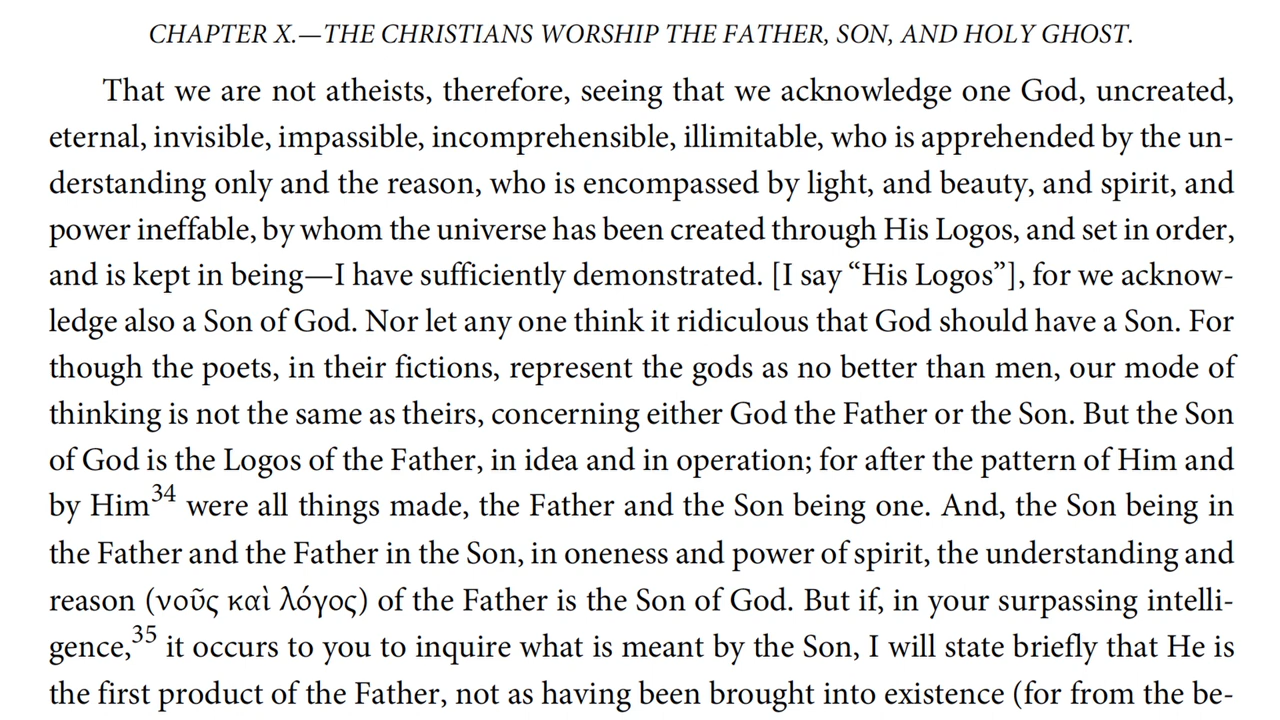 CHAPTER X.—THE CHRISTIANS WORSHIP THE FATHER, SON, AND HOLY GHOST.
That we are not atheists, therefore, seeing that we acknowledge one God, uncreated,
eternal, invisible, impassible, incomprehensible, illimitable, who is apprehended by the un-
derstanding only and the reason, who is encompassed by light, and beauty, and spirit, and
power ineffable, by whom the universe has been created through His Logos, and set in order,
and is kept in being—I have sufficiently demonstrated. [I say “His Logos”], for we acknow-
ledge also a Son of God. Nor let any one think it ridiculous that God should have a Son. For
though the poets, in their fictions, represent the gods as no better than men, our mode of
thinking is not the same as theirs, concerning either God the Father or the Son. But the Son
of God is the Logos of the Father, in idea and in operation; for after the pattern of Him and
by Him34 were all things made, the Father and the Son being one. And, the Son being in
the Father and the Father in the Son, in oneness and power of spirit, the understanding and
reason (νοῦς καὶ λόγος) of the Father is the Son of God. But if, in your surpassing intelli-
gence,35 it occurs to you to inquire what is meant by the Son, I will state briefly that He is
the first product of the Father, not as having been brought into existence (for from the be-